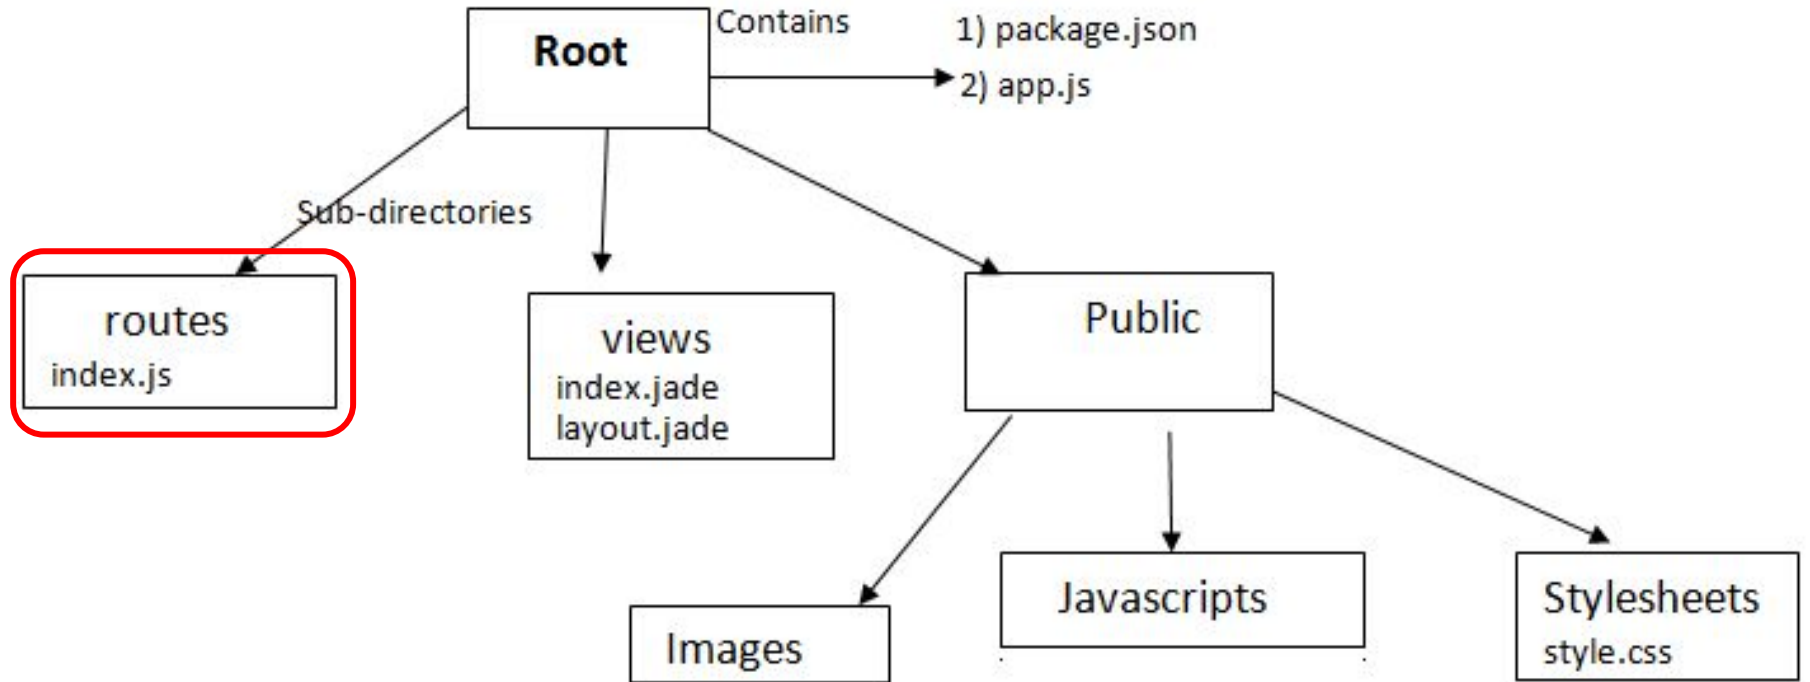 Root
Contains
1) package.json
2) app.js
Sub-directories
routes
index.js
views
index.jade
layout.jade
Public
Images
Javascripts
Stylesheets
style.css